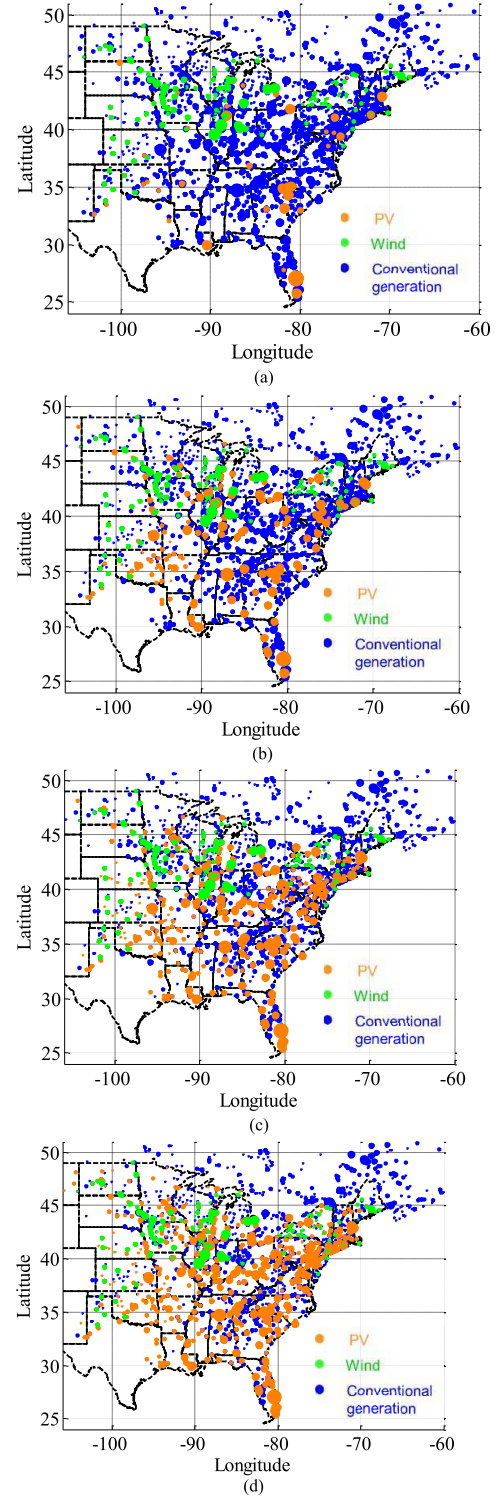 50
45
40
35
30
25
Latitude
PV
Wind
Conventional
generation
-100 -90 -80 -70 -60
Longitude
(a)
50
45
40
35
30
25
Latitude
PV
Wind
Conventional
generation
-100 -90 -80 -70 -60
Longitude
(b)
50
45
40
35
30
25
Latitude
PV
Wind
Conventional
generation
-100 -90 -80 -70 -60
Longitude
(c)
50
45
40
35
30
25
Latitude
PV
Wind
Conventional
generation
-100 -90 -80 -70 -60
Longitude
(d)